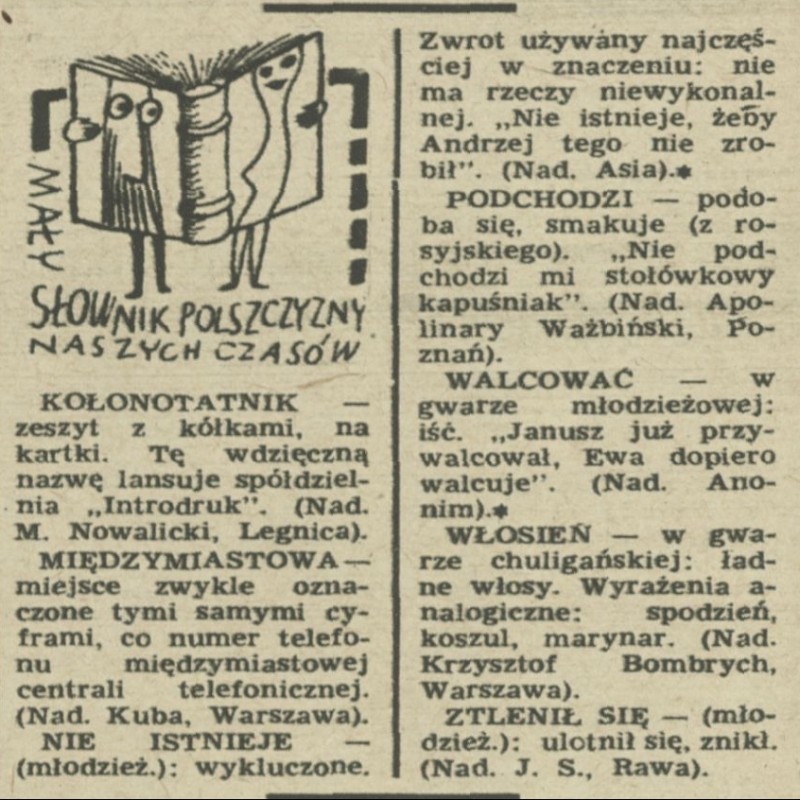 MAŁY
SŁOWNIK POLSZCZYZNY
NASZYCH CZASÓW
KOŁONOTATNIK —
zeszyt z kółkami, na
kartki. Tę wdzięczną
nazwę lansuje spółdziel-
nia „Introdruk”. (Nad.
M. Nowalicki, Legnica).
MIĘDZYMIASTOWA —
miejsce zwykle ozna-
czone tymi samymi cy-
frami, co numer telefo-
nu międzymiastowej
centrali telefonicznej.
(Nad. Kuba, Warszawa).
NIE ISTNIEJE —
(młodzież.): wykluczone.
Zwrot używany najczęś-
ciej w znaczeniu: nie
ma rzeczy niewykonal-
nej. „Nie istnieje, żeby
Andrzej tego nie zro-
bił”. (Nad. Asia).*
PODCHODZI — podo-
ba się, smakuje (z ro-
syjskiego). „Nie pod-
chodzi mi stołówkowy
kapuśniak”. (Nad. Apo-
linary Ważbiński, Po-
znań).
WALCOWAĆ — w
gwarze młodzieżowej:
iść. „Janusz już przy-
walcował, Ewa dopiero
walcuje”. (Nad. Ano-
nim).*
WŁOSIEŃ — w gwa-
rze chuligańskiej: ład-
ne włosy. Wyrażenia a-
nalogiczne: spodzień,
koszul, marynar. (Nad.
Krzysztof Bombrych,
Warszawa).
ZTLENIŁ SIĘ — (mło-
dzież.): ulotnił się, znikł.
(Nad. J. S., Rawa).